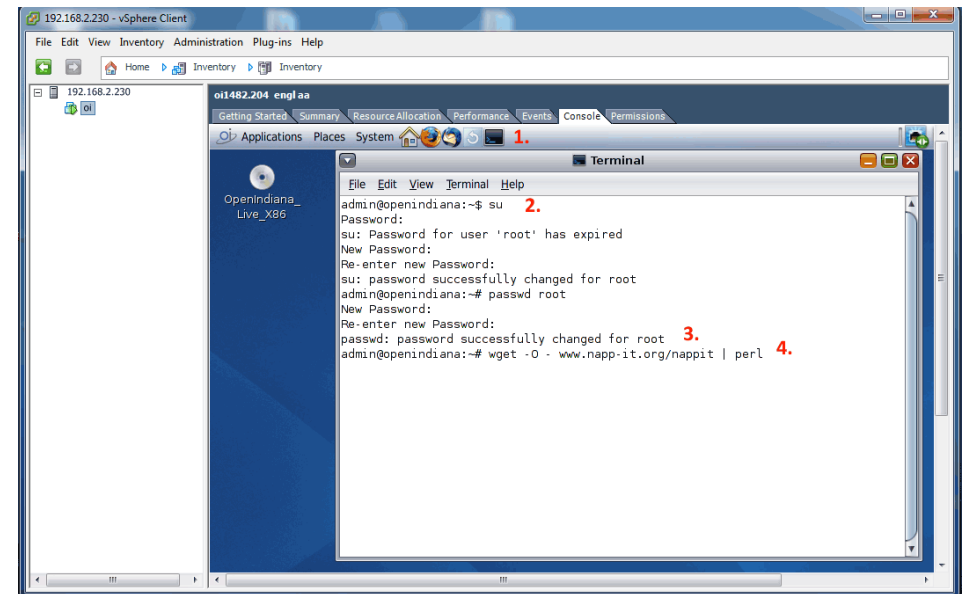 192.168.2.230 - vSphere Client
File Edit View Inventory Administration Plug-ins Help
Home Inventory Inventory
192.168.2.230
oi
oi1482.204 engl aa
Getting Started Summary Resource Allocation Performance Events Console Permissions
Applications Places System 1.
OpenIndiana_
Live_X86
Terminal
File Edit View Terminal Help
admin@openindiana:~$ su 2.
Password:
su: Password for user 'root' has expired
New Password:
Re-enter new Password:
su: password successfully changed for root
admin@openindiana:~# passwd root
New Password:
Re-enter new Password:
passwd: password successfully changed for root 3.
admin@openindiana:~# wget -O - www.napp-it.org/nappit | perl 4.